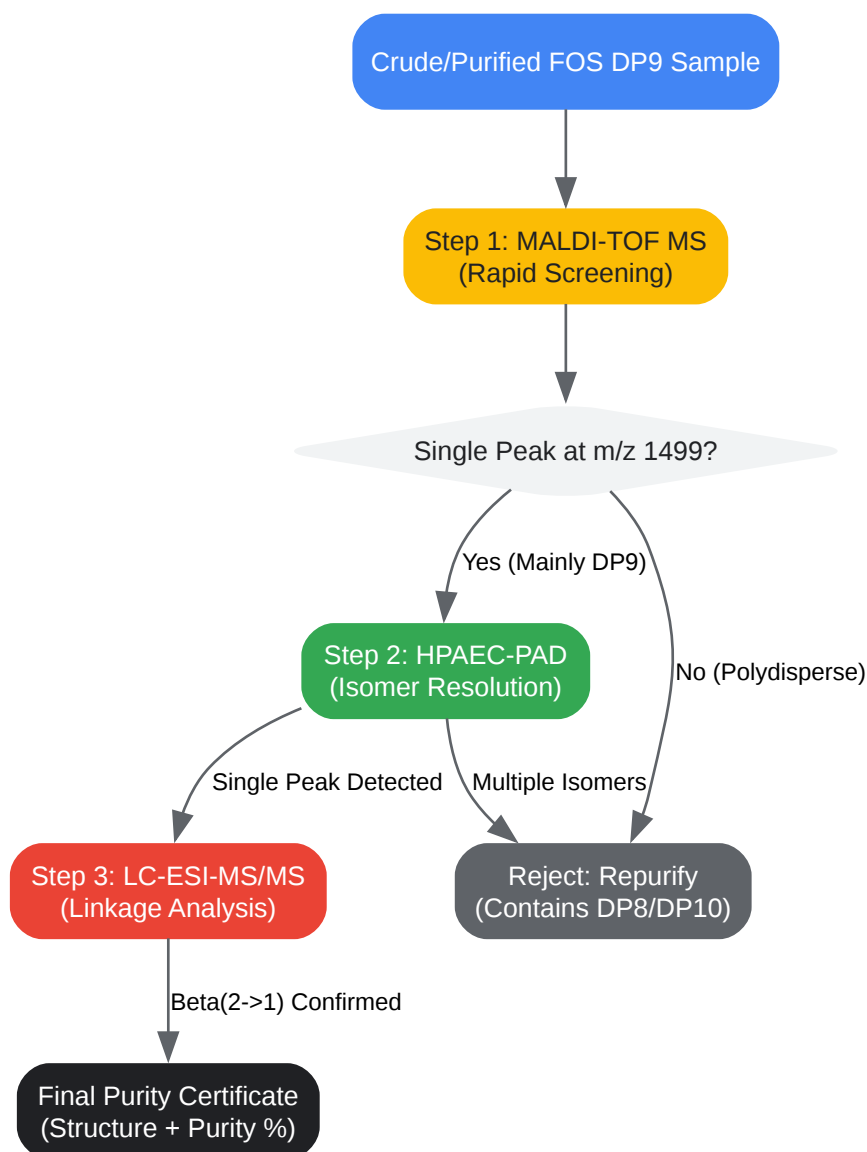 Crude/Purified FOS DP9 Sample
Step 1: MALDI-TOF MS
(Rapid Screening)
Single Peak at m/z 1499?
Yes (Mainly DP9)
No (Polydisperse)
Step 2: HPAEC-PAD
(Isomer Resolution)
Single Peak Detected
Multiple Isomers
Step 3: LC-ESI-MS/MS
(Linkage Analysis)
Reject: Repurify
(Contains DP8/DP10)
Beta(2->1) Confirmed
Final Purity Certificate
(Structure + Purity %)